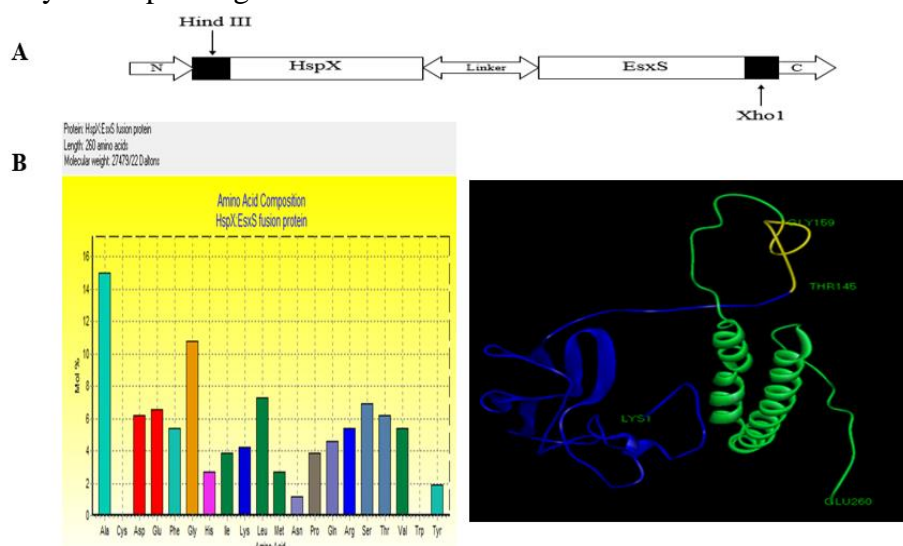 Hind III
A
N
HspX
Linker
EsxS
C
Xho1
B
Protein: HspX:EsxS fusion protein
Length: 260 amino acids
Molecular weight: 27479/22 Daltons
Amino Acid Composition
HspX:EsxS fusion protein
Mol %
16
14
12
10
8
6
4
2
0
Ala Cys Asp Glu Phe Gly His Ile Lys Leu Met Asn Pro Gln Arg Ser Thr Val Trp Tyr
Amino Acid
GLY159
THR145
LYS1
GLU260